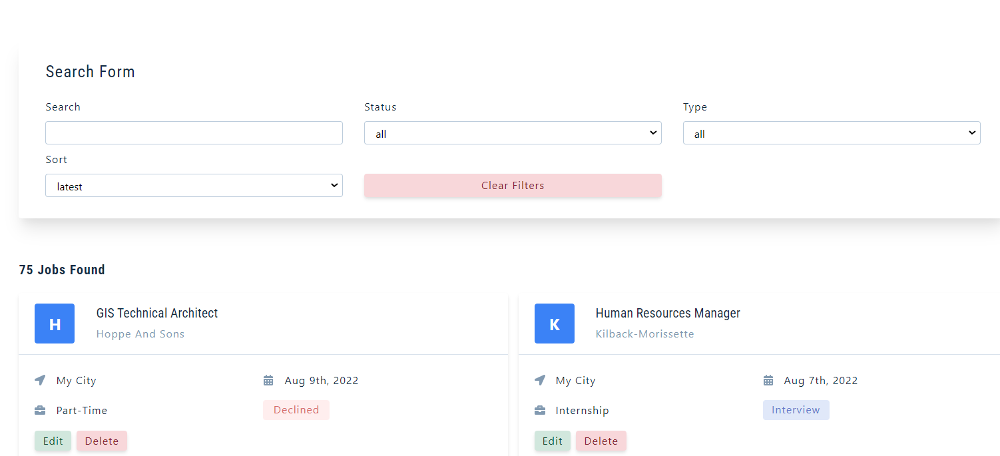 Search Form
Search Status Type
all all
Sort
latest Clear Filters
75 Jobs Found
H GIS Technical Architect
Hoppe And Sons
My City Aug 9th, 2022
Part-Time Declined
Edit Delete
K Human Resources Manager
Kilback-Morissette
My City Aug 7th, 2022
Internship Interview
Edit Delete